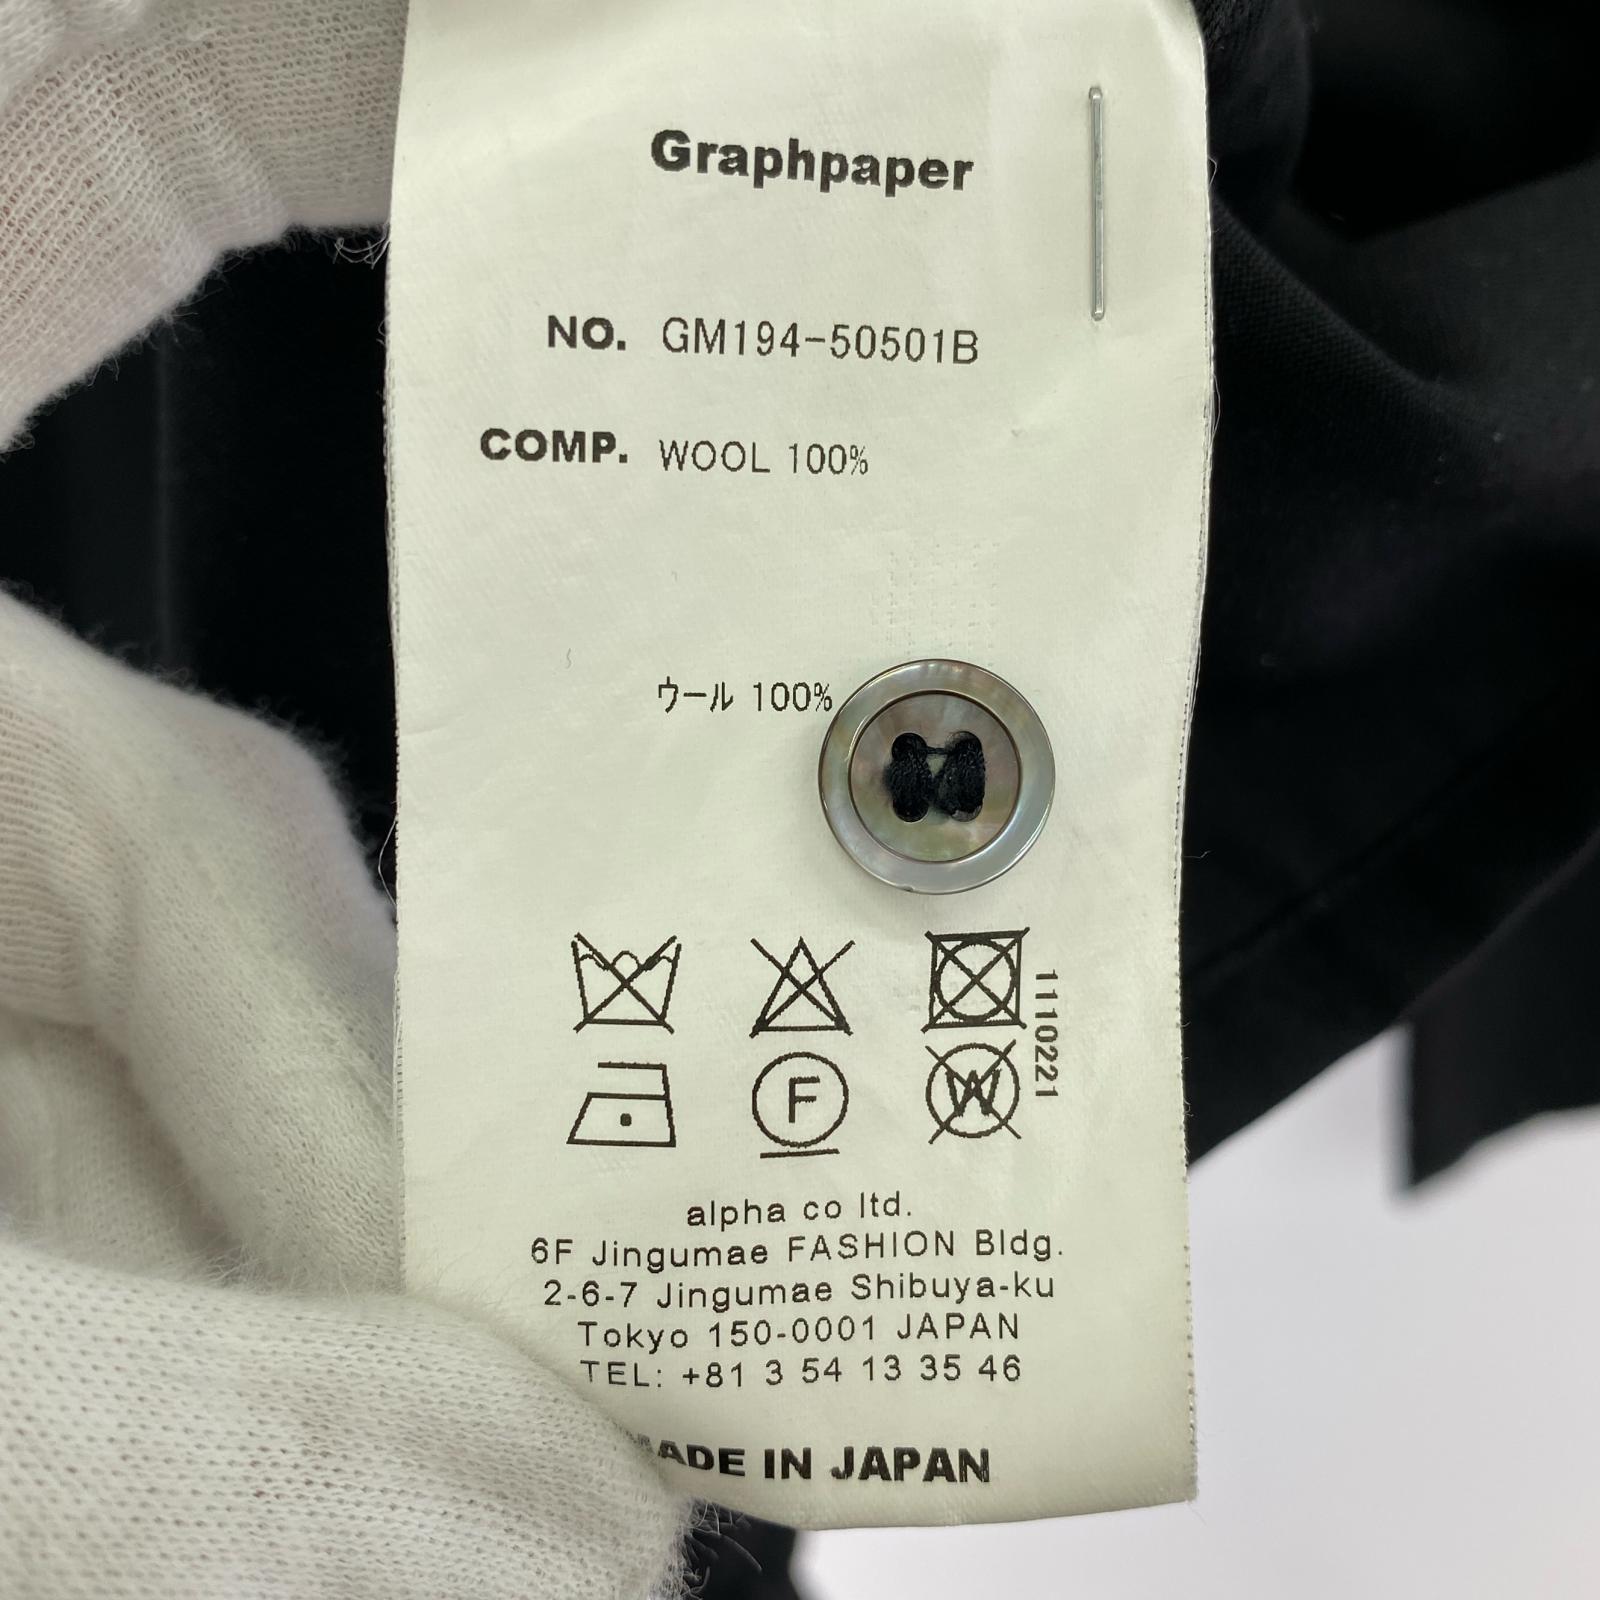 Graphpaper
NO. GM194-50501B
COMP. WOOL 100%
ウール 100%
1110221
F
W
alpha co ltd.
6F Jingumae FASHION Bldg.
2-6-7 Jingumae Shibuya-ku
Tokyo 150-0001 JAPAN
TEL: +81 3 54 13 35 46
MADE IN JAPAN